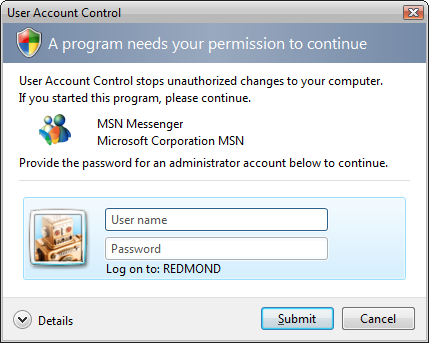 User Account Control
A program needs your permission to continue
User Account Control stops unauthorized changes to your computer.
If you started this program, please continue.
MSN Messenger
Microsoft Corporation MSN
Provide the password for an administrator account below to continue.
User name
Password
Log on to: REDMOND
Details
Submit
Cancel